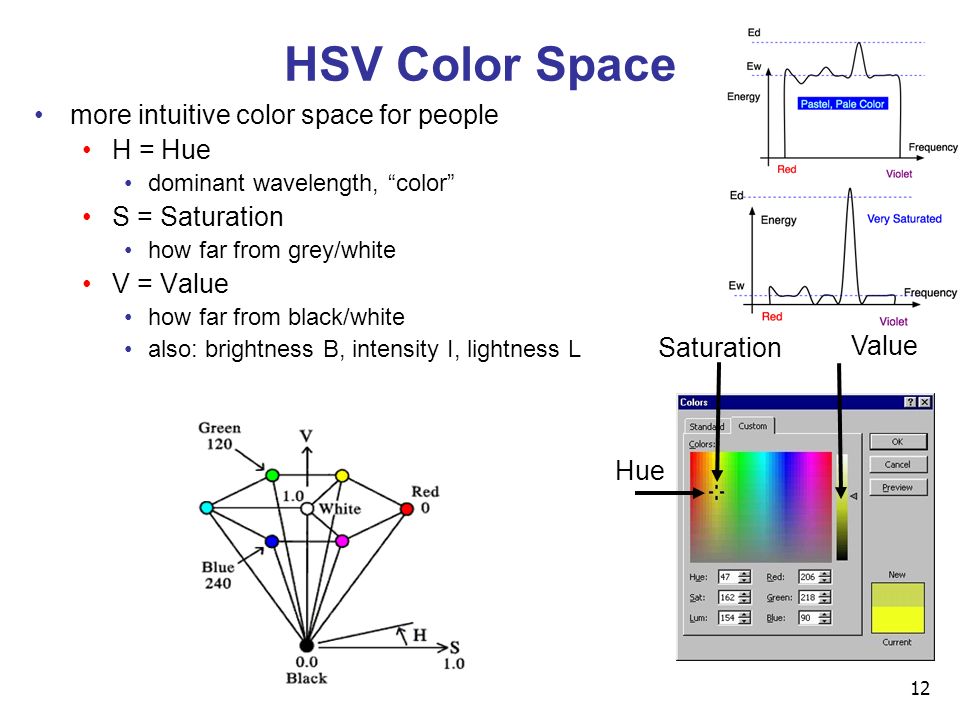 HSV Color Space
• more intuitive color space for people
• H = Hue
• dominant wavelength, “color”
• S = Saturation
• how far from grey/white
• V = Value
• how far from black/white
• also: brightness B, intensity I, lightness L
Ed
Ew
Energy
Pastel, Pale Color
Frequency
Red
Violet
Ed
Energy
Very Saturated
Ew
Frequency
Red
Violet
Saturation
Value
Hue
Colors
Standard
Custom
Colors:
OK
Cancel
Preview
Hue: 47
Red: 206
Sat: 162
Green: 218
Lum: 154
Blue: 90
New
Current
Green
120
V
1.0
White
Red
0
Blue
240
H
S
0.0
1.0
Black
12